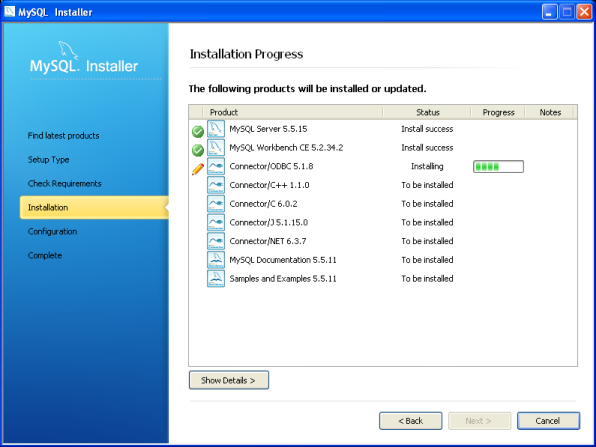 MySQL Installer
MySQL. Installer
Find latest products
Setup Type
Check Requirements
Installation
Configuration
Complete
Installation Progress
The following products will be installed or updated.
Product Status Progress Notes
MySQL Server 5.5.15 Install success
MySQL Workbench CE 5.2.34.2 Install success
Connector/ODBC 5.1.8 Installing
Connector/C++ 1.1.0 To be installed
Connector/C 6.0.2 To be installed
Connector/J 5.1.15.0 To be installed
Connector/NET 6.3.7 To be installed
MySQL Documentation 5.5.11 To be installed
Samples and Examples 5.5.11 To be installed
Show Details >
< Back Next > Cancel